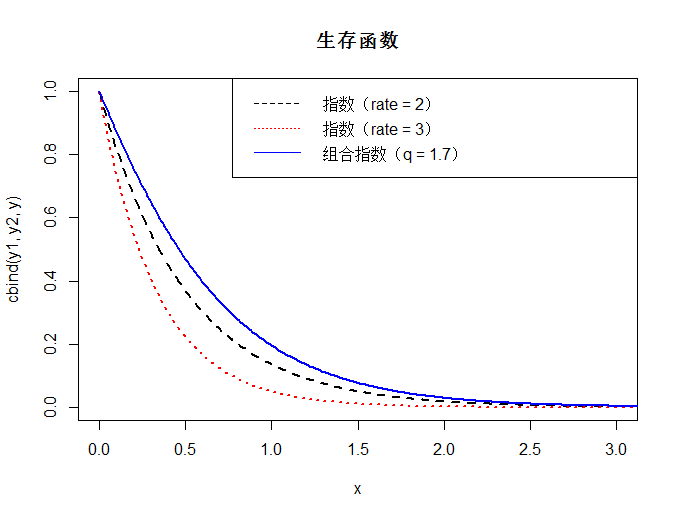 生存函数
指数（rate = 2）
指数（rate = 3）
组合指数（q = 1.7）
cbind(y1, y2, y)
1.0
0.8
0.6
0.4
0.2
0.0
0.0 0.5 1.0 1.5 2.0 2.5 3.0
x